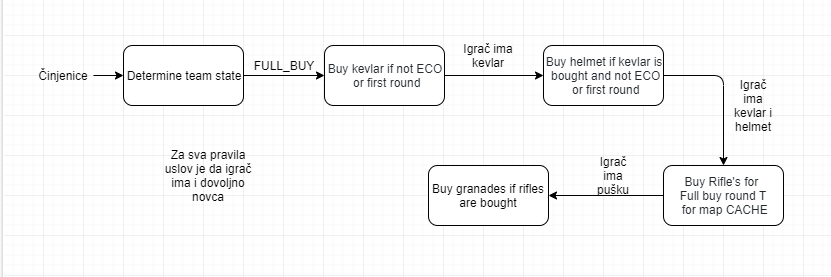 Činjenice
Determine team state
FULL_BUY
Buy kevlar if not ECO
or first round
Igrač ima
kevlar
Buy helmet if kevlar is
bought and not ECO
or first round
Igrač
ima
kevlar i
helmet
Buy Rifle's for
Full buy round T
for map CACHE
Igrač
ima
pušku
Buy granades if rifles
are bought
Za sva pravila
uslov je da igrač
ima i dovoljno
novca